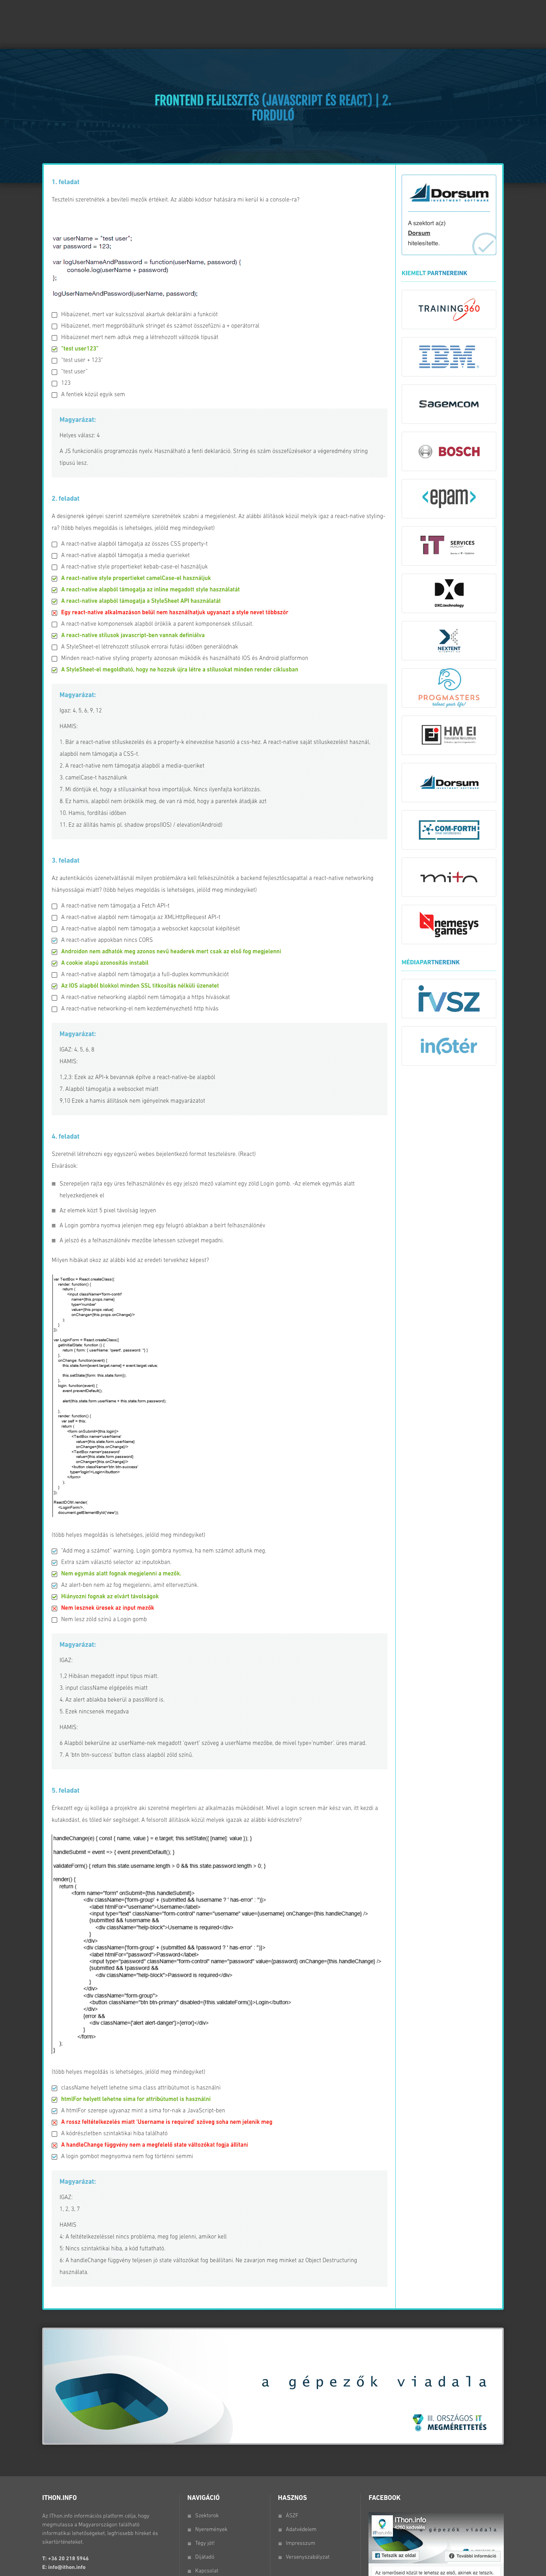 FRONTEND FEJLESZTÉS (JAVASCRIPT ÉS REACT) | 2.
FORDULÓ
1. feladat
Tesztelni szeretnétek a beviteli mezők értékeit. Az alábbi kódsor hatására mi kerül ki a console-ra?
var userName = "test user";
var password = 123;
var logUserNameAndPassword = function(userName, password) {
console.log(userName + password)
};
logUserNameAndPassword(userName, password);
Hibaüzenet, mert var kulcsszóval akartuk deklarálni a funkciót
Hibaüzenet, mert megpróbáltunk stringet és számot összefűzni a + operátorral
Hibaüzenet mert nem adtuk meg a létrehozott változók típusát
"test user123"
"test user + 123"
"test user"
123
A fentiek közül egyik sem
Magyarázat:
Helyes válasz: 4
A JS funkcionális programozás nyelv. Használható a fenti deklaráció. String és szám összefűzésekor a végeredmény string
típusú lesz.
2. feladat
A designerek igényei szerint személyre szeretnétek szabni a megjelenést. Az alábbi állítások közül melyik igaz a react-native styling-
ra? (több helyes megoldás is lehetséges, jelöld meg mindegyiket)
A react-native alapból támogatja az összes CSS property-t
A react-native alapból támogatja a media querieket
A react-native style propertieket kebab-case-el használjuk
A react-native style propertieket camelCase-el használjuk
A react-native alapból támogatja az inline megadott style használatát
A react-native alapból támogatja a StyleSheet API használatát
Egy react-native alkalmazáson belül nem használhatjuk ugyanazt a style nevet többször
A react-native komponensek alapból öröklik a parent komponensek stílusait.
A react-native stílusok javascript-ben vannak definiálva
A StyleSheet-el létrehozott stílusok errorai futási időben generálódnak
Minden react-native styling property azonosan működik és használható IOS és Android platformon
A StyleSheet-el megoldható, hogy ne hozzuk újra létre a stílusokat minden render ciklusban
Magyarázat:
Igaz: 4, 5, 6, 9, 12
HAMIS:
1. Bár a react-native stíluskezelés és a property-k elnevezése hasonló a css-hez. A react-native saját stíluskezelést használ,
alapból nem támogatja a CSS-t.
2. A react-native nem támogatja alapból a media-queriket
3. camelCase-t használunk
7. Mi döntjük el, hogy a stílusainkat hova importáljuk. Nincs ilyenfajta korlátozás.
8. Ez hamis, alapból nem öröklik meg, de van rá mód, hogy a parentek átadják azt
10. Hamis, fordítási időben
11. Ez az állítás hamis pl. shadow props(IOS) / elevation(Android)
3. feladat
Az autentikációs üzenetváltásnál milyen problémákra kell felkészülnötök a backend fejlesztőcsapattal a react-native networking
hiányosságai miatt? (több helyes megoldás is lehetséges, jelöld meg mindegyiket)
A react-native nem támogatja a Fetch API-t
A react-native alapból nem támogatja az XMLHttpRequest API-t
A react-native alapból nem támogatja a websocket kapcsolat kiépítését
A react-native appokban nincs CORS
Androidon nem adhatók meg azonos nevű headerek mert csak az első fog megjelenni
A cookie alapú azonosítás instabil
A react-native alapból nem támogatja a full-duplex kommunikációt
Az IOS alapból blokkol minden SSL titkosítás nélküli üzenetet
A react-native networking alapból nem támogatja a https hívásokat
A react-native networking-el nem kezdeményezhető http hívás
Magyarázat:
IGAZ: 4, 5, 6, 8
HAMIS:
1,2,3: Ezek az API-k bevannak építve a react-native-be alapból
7. Alapból támogatja a websocket miatt
9,10 Ezek a hamis állítások nem igényelnek magyarázatot
4. feladat
Szeretnél létrehozni egy egyszerű webes bejelentkező formot tesztelésre. (React)
Elvárások:
Szerepeljen rajta egy üres felhasználónév és egy jelszó mező valamint egy zöld Login gomb. -Az elemek egymás alatt
helyezkedjenek el
Az elemek közt 5 pixel távolság legyen
A Login gombra nyomva jelenjen meg egy felugró ablakban a beírt felhasználónév
A jelszó és a felhasználónév mezőbe lehessen szöveget megadni.
Milyen hibákat okoz az alábbi kód az eredeti tervekhez képest?
var TextBox = React.createClass({
render: function() {
return (
<input className='form-contrll'
name={this.props.name}
type='number'
value={this.props.value}
onChange={this.props.onChange}/>
);
}
});
var LoginForm = React.createClass({
getInitialState: function () {
return { form: { userName: 'qwert', password: ''} }
},
onChange: function(event) {
this.state.form[event.target.name] = event.target.value;
this.setState({form: this.state.form});
},
login: function(event) {
event.preventDefault();
alert(this.state.form.userName + this.state.form.password);
},
render: function() {
var self = this;
return (
<form onSubmit={this.login}>
<TextBox name='userName'
value={this.state.form.userName}
onChange={this.onChange}/>
<TextBox name='password'
value={this.state.form.password}
onChange={this.onChange}/>
<button className='btn btn-success'
type='login'>Login</button>
</form>
);
}
});
ReactDOM.render(
<LoginForm/>,
document.getElementById('view'));
(több helyes megoldás is lehetséges, jelöld meg mindegyiket)
"Add meg a számot" warning. Login gombra nyomva, ha nem számot adtunk meg.
Extra szám választó selector az inputokban.
Nem egymás alatt fognak megjelenni a mezők.
Az alert-ben nem az fog megjelenni, amit elterveztünk.
Hiányozni fognak az elvárt távolságok
Nem lesznek üresek az input mezők
Nem lesz zöld színű a Login gomb
Magyarázat:
IGAZ:
1,2 Hibásan megadott input típus miatt.
3. input className elgépelés miatt
4. Az alert ablakba bekerül a passWord is.
5. Ezek nincsenek megadva
HAMIS:
6 Alapból bekerülne az userName-nek megadott 'qwert' szöveg a userName mezőbe, de mivel type='number', üres marad.
7. A 'btn btn-success' button class alapból zöld színű.
5. feladat
Érkezett egy új kolléga a projektre aki szeretné megérteni az alkalmazás működését. Mivel a login screen már kész van, itt kezdi a
kutakodást, és tőled kér segítséget. A felsorolt állítások közül melyek igazak az alábbi kódrészletre?
handleChange(e) { const { name, value } = e.target; this.setState({ [name]: value }); }
handleSubmit = event => { event.preventDefault(); }
validateForm() { return this.state.username.length > 0 && this.state.password.length > 0; }
render() {
return (
<form name="form" onSubmit={this.handleSubmit}>
<div className={'form-group' + (submitted && !username ? ' has-error' : '')}>
<label htmlFor="username">Username</label>
<input type="text" className="form-control" name="username" value={username} onChange={this.handleChange} />
{submitted && !username &&
<div className="help-block">Username is required</div>
}
</div>
<div className={'form-group' + (submitted && !password ? ' has-error' : '')}>
<label htmlFor="password">Password</label>
<input type="password" className="form-control" name="password" value={password} onChange={this.handleChange} />
{submitted && !password &&
<div className="help-block">Password is required</div>
}
</div>
<div className="form-group">
<button className="btn btn-primary" disabled={!this.validateForm()}>Login</button>
</div>
{error &&
<div className={'alert alert-danger'}>{error}</div>
}
</form>
);
}
(több helyes megoldás is lehetséges, jelöld meg mindegyiket)
className helyett lehetne sima class attribútumot is használni
htmlFor helyett lehetne sima for attribútumot is használni
A htmlFor szerepe ugyanaz mint a sima for-nak a JavaScript-ben
A rossz feltételkezelés miatt 'Username is required' szöveg soha nem jelenik meg
A kódrészletben szintaktikai hiba található
A handleChange függvény nem a megfelelő state változókat fogja állítani
A login gombot megnyomva nem fog történni semmi
Magyarázat:
IGAZ:
1, 2, 3, 7
HAMIS
4: A feltételkezeléssel nincs probléma, meg fog jelenni, amikor kell
5: Nincs szintaktikai hiba, a kód futtatható.
6: A handleChange függvény teljesen jó state változókat fog beállítani. Ne zavarjon meg minket az Object Destructuring
használata.
Dorsum
INVESTMENT SOFTWARE
A szektort a(z)
Dorsum
hitelesítette.
KIEMELT PARTNEREINK
TRAINING360
IBM
SAGEMCOM
BOSCH
<epam>
iT SERVICES
DXC.technology
NEXTENT
PROGMASTERS
talent your life!
Ei HM EI
Dorsum
COM-FORTH
mito
nemesys
games
MÉDIAPARTNEREINK
IVSZ
infotér
a gépezők viadala
III. ORSZÁGOS IT
MEGMÉRETTETÉS
ITHON.INFO
Az IThon.info információs platform célja, hogy
megmutassa a Magyarországon található
informatikai lehetőségeket, legfrissebb híreket és
sikertörténeteket.
T: +36 20 218 5946
E: info@ithon.info
NAVIGÁCIÓ
Szektorok
Nyeremények
Tégy jót!
Díjátadó
Kapcsolat
HASZNOS
ÁSZF
Adatvédelem
Impresszum
Versenyszabályzat
FACEBOOK
IThon.info
a gépezők viadala
Tetszik az oldal
További információ
Az ismerőseid közül te lehetsz az első, akinek ez tetszik.